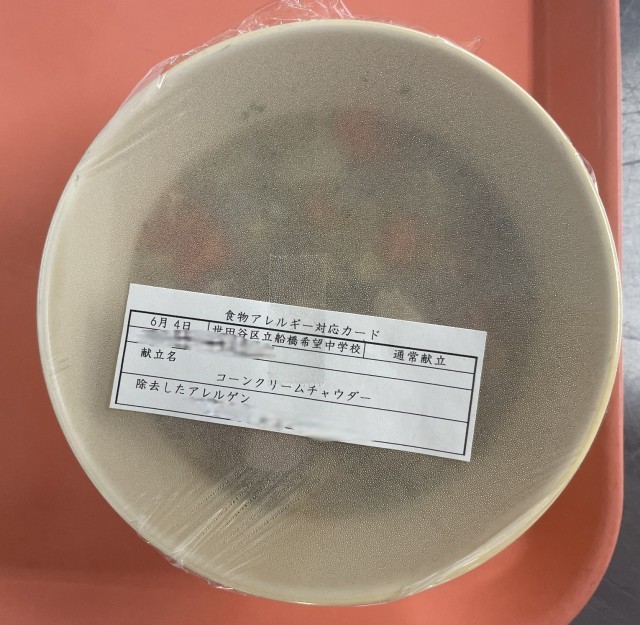 食物アレルギー対応カード
6月 4日 世田谷区立船橋希望中学校 通常献立
献立名
コーンクリームチャウダー
除去したアレルゲン